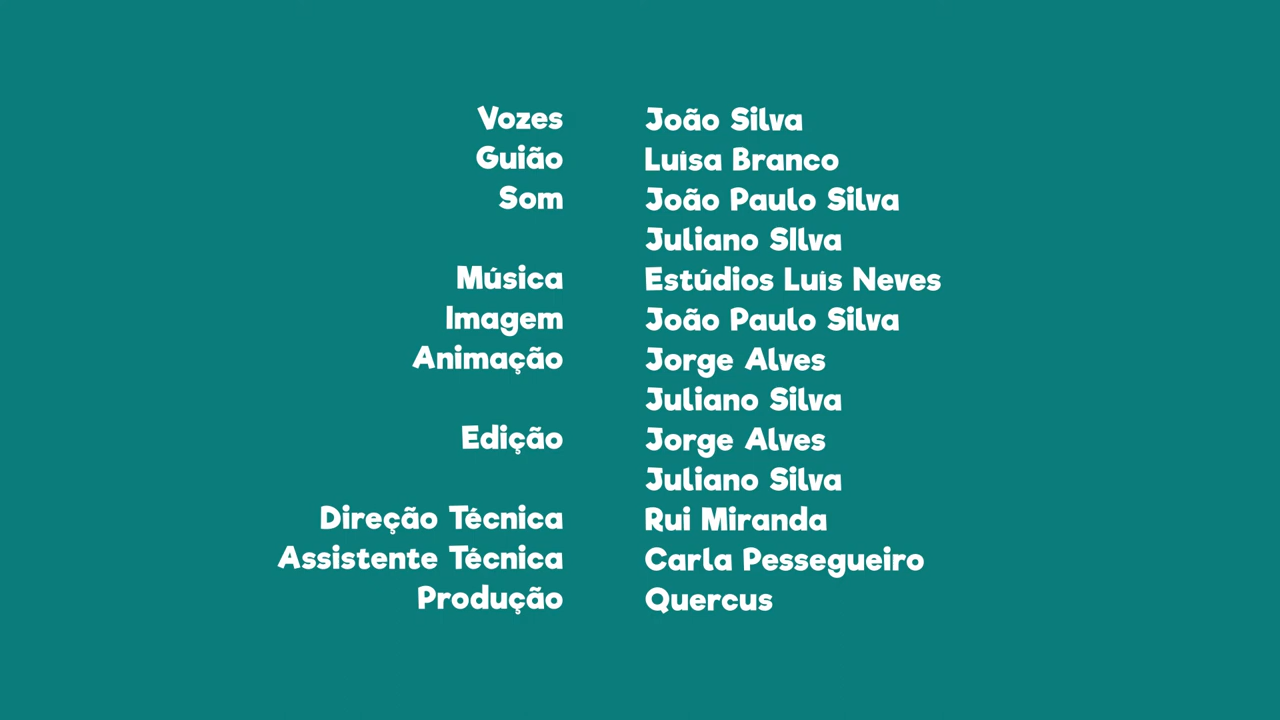 Vozes João Silva
Guião Luísa Branco
Som João Paulo Silva
Juliano SIlva
Música Estúdios Luís Neves
Imagem João Paulo Silva
Animação Jorge Alves
Juliano Silva
Edição Jorge Alves
Juliano Silva
Direção Técnica Rui Miranda
Assistente Técnica Carla Pessegueiro
Produção Quercus